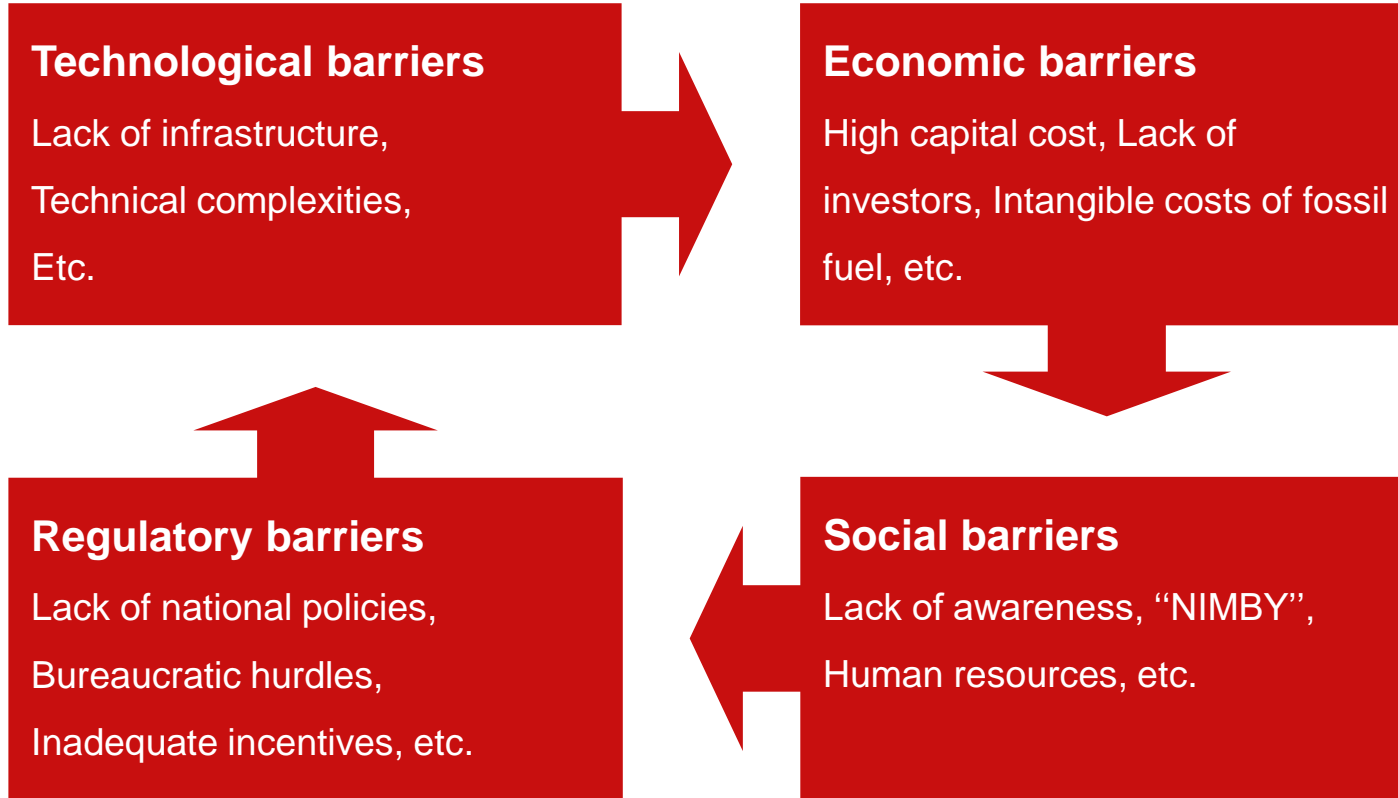 Technological barriers
Lack of infrastructure,
Technical complexities,
Etc.
Economic barriers
High capital cost, Lack of
investors, Intangible costs of fossil
fuel, etc.
Regulatory barriers
Lack of national policies,
Bureaucratic hurdles,
Inadequate incentives, etc.
Social barriers
Lack of awareness, ‘‘NIMBY’’,
Human resources, etc.